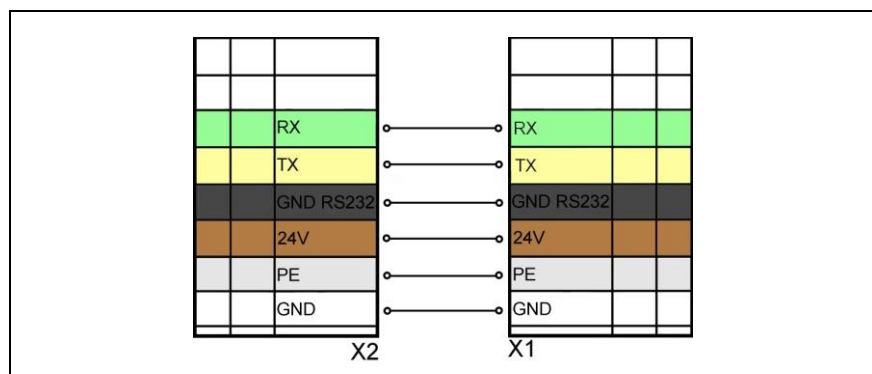 RX RX
TX TX
GND RS232 GND RS232
24V 24V
PE PE
GND GND
X2 X1